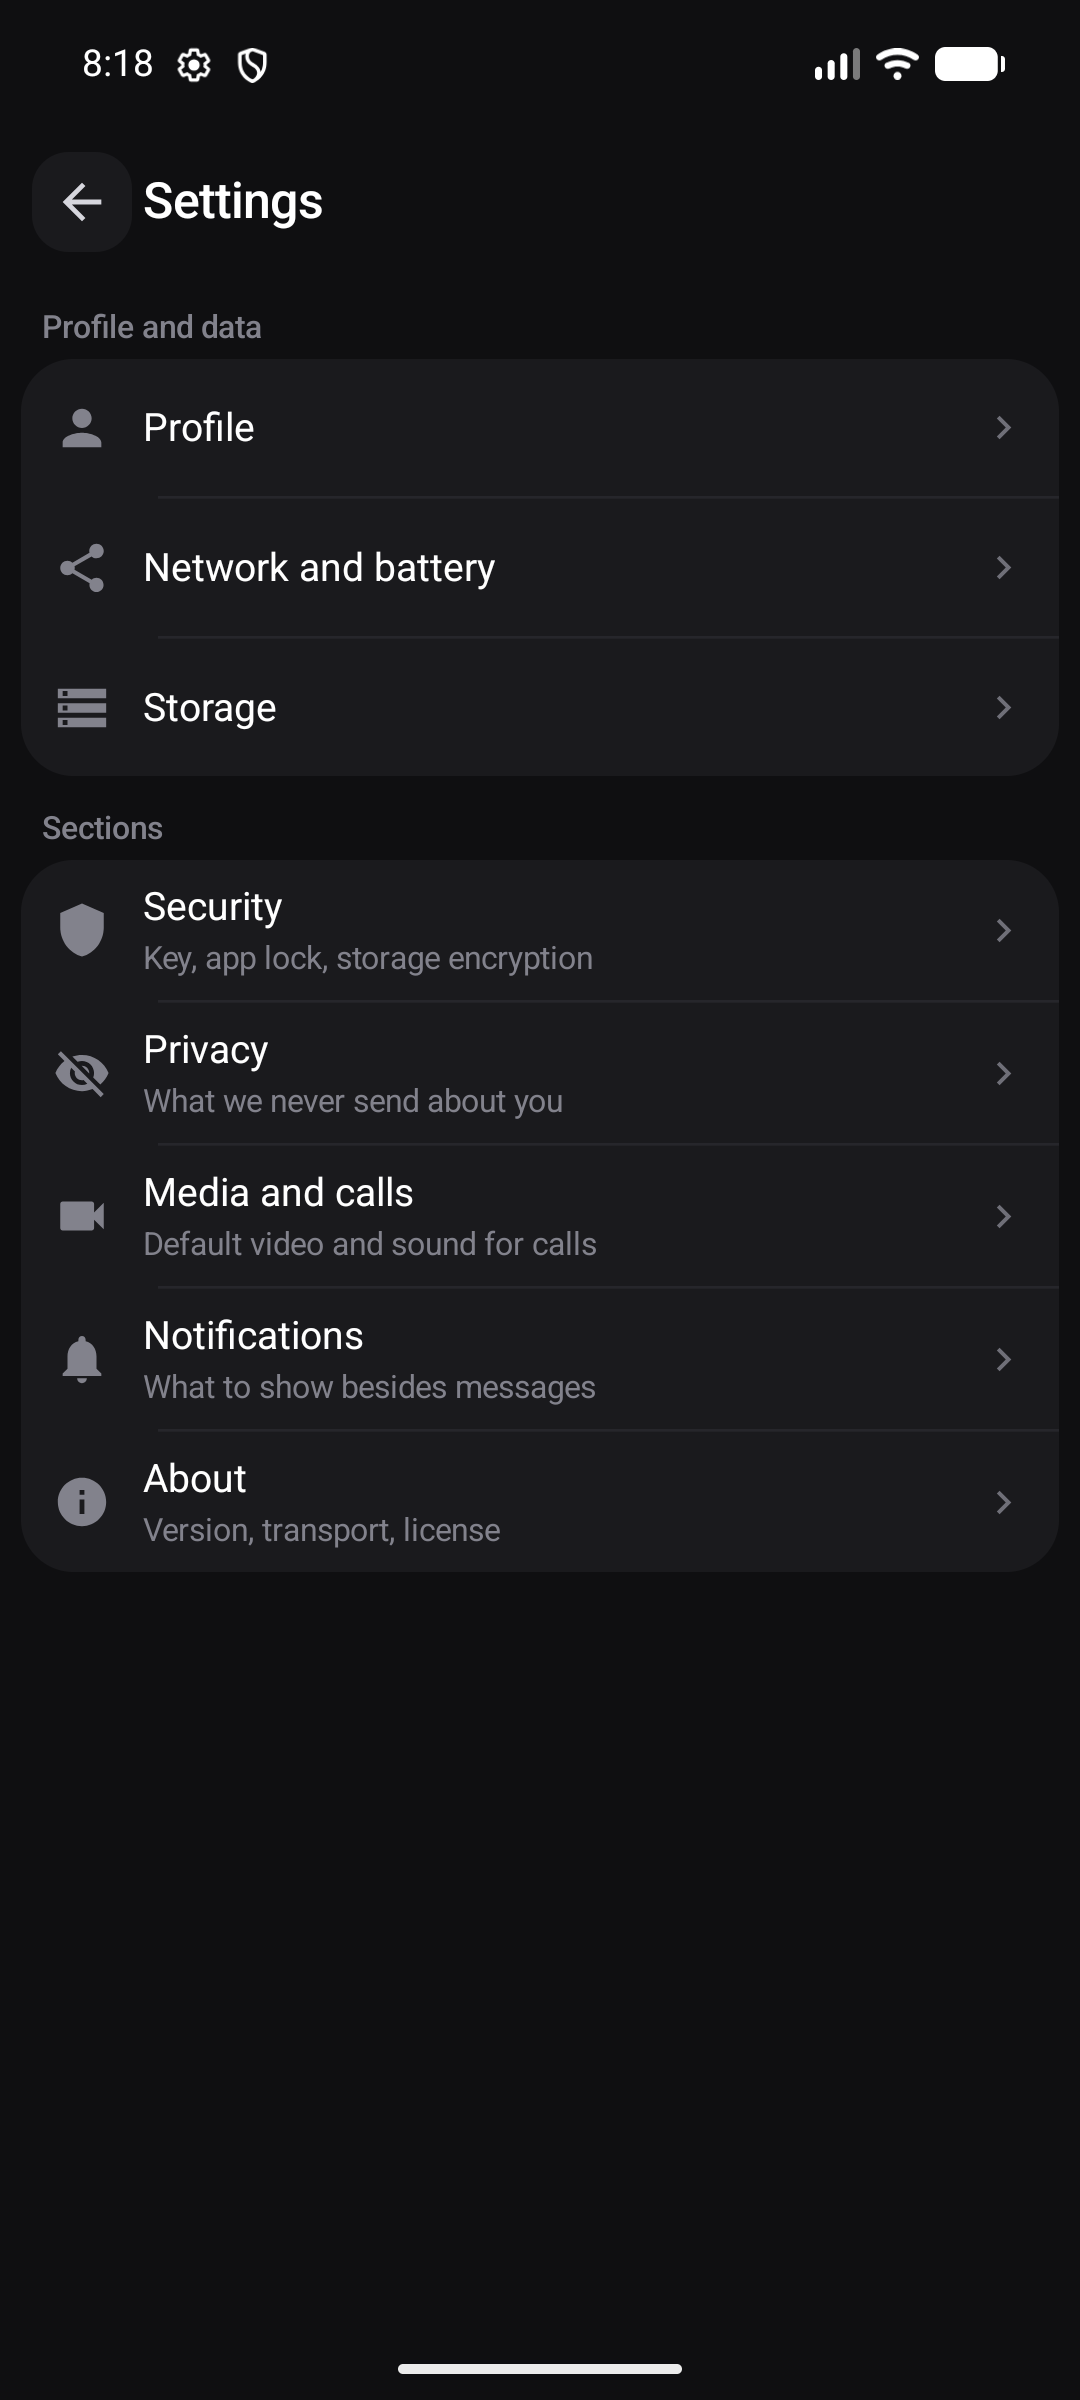 8:18
Settings
Profile and data
Profile
Network and battery
Storage
Sections
Security
Key, app lock, storage encryption
Privacy
What we never send about you
Media and calls
Default video and sound for calls
Notifications
What to show besides messages
About
Version, transport, license